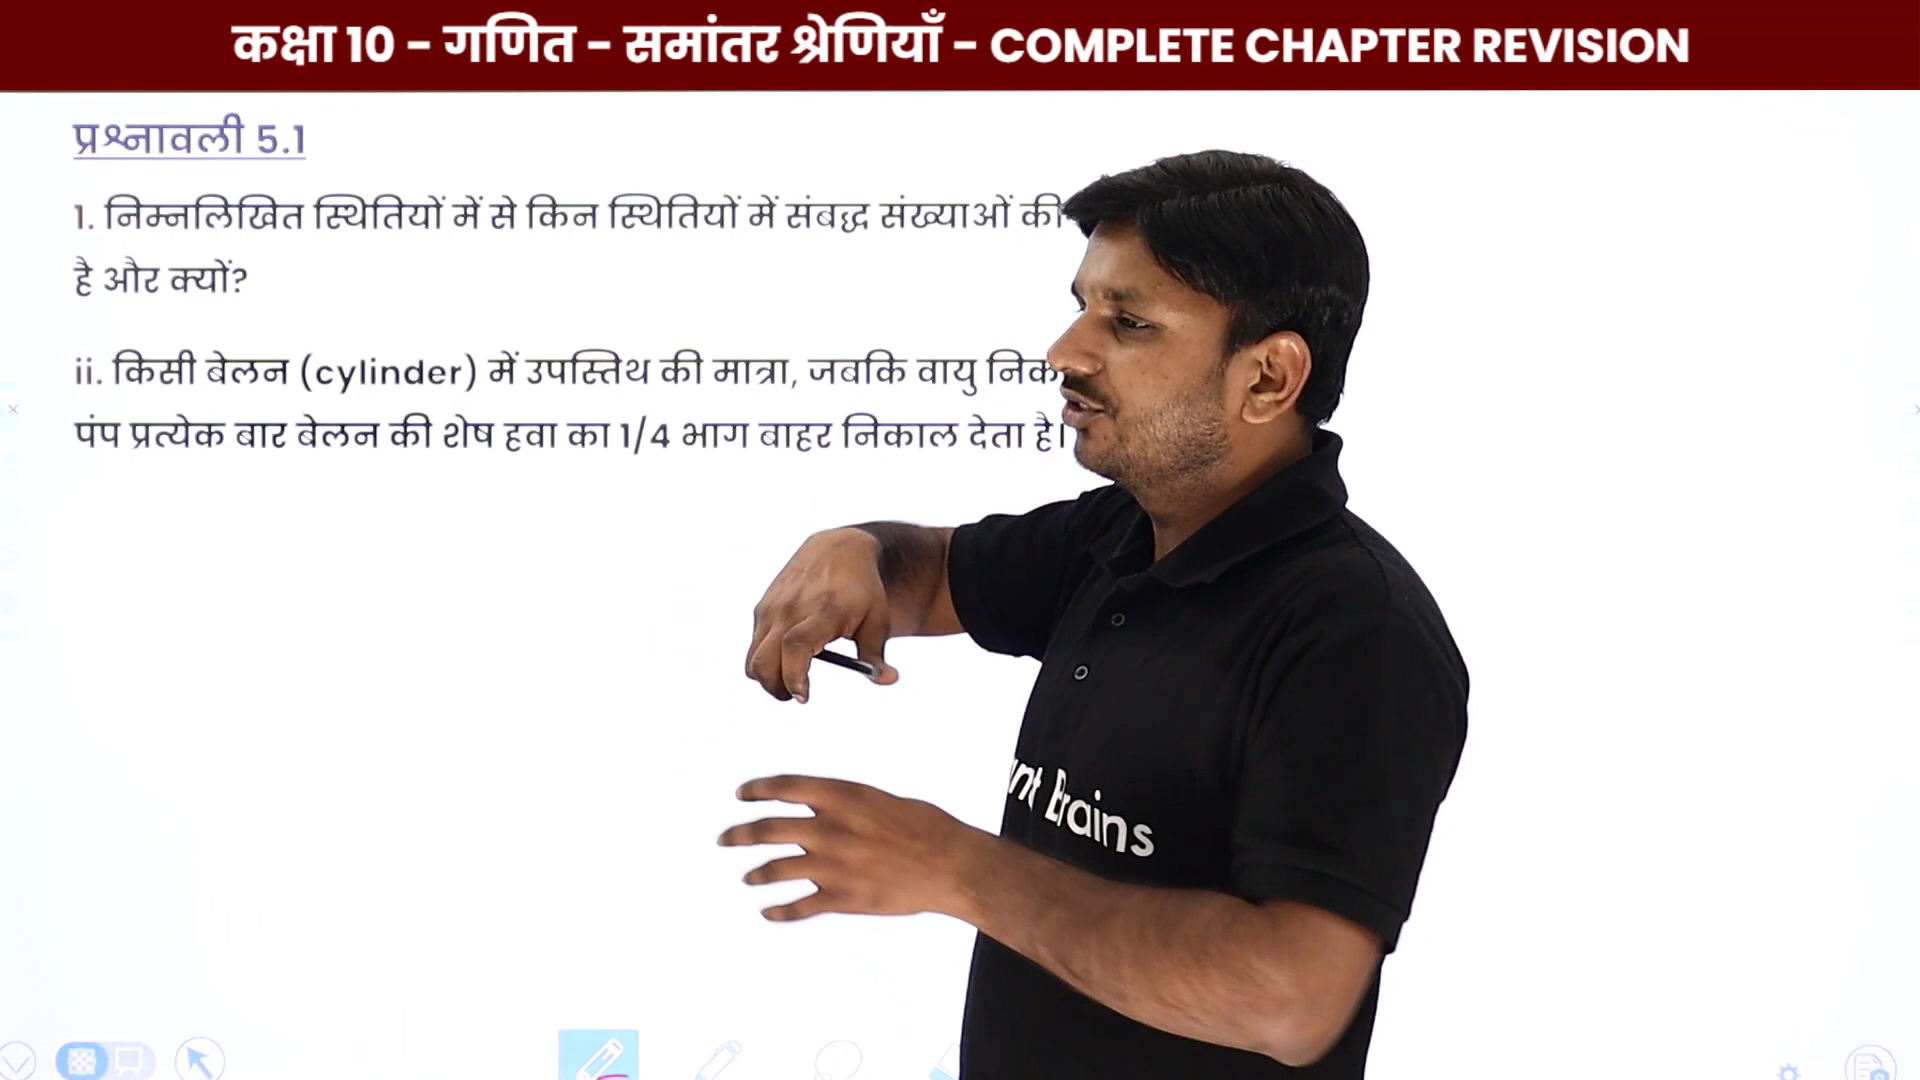 कक्षा 10 - गणित - समांतर श्रेणियाँ - COMPLETE CHAPTER REVISION
प्रश्नावली 5.1
1. निम्नलिखित स्थितियों में से किन स्थितियों में संबद्ध संख्याओं की
है और क्यों?
ii. किसी बेलन (cylinder) में उपस्तिथ की मात्रा, जबकि वायु
पंप प्रत्येक बार बेलन की शेष हवा का 1/4 भाग बाहर निकाल देता है।
Brains